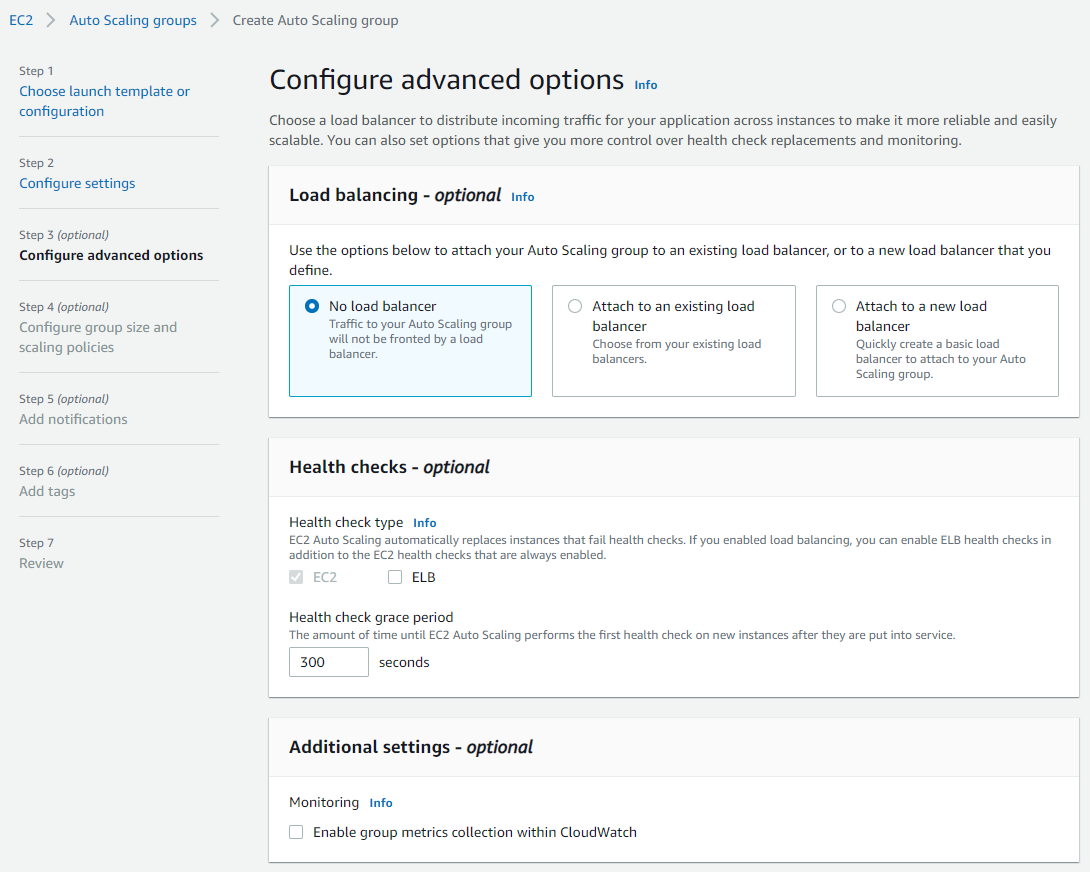 EC2 > Auto Scaling groups > Create Auto Scaling group
Step 1
Choose launch template or
configuration
Step 2
Configure settings
Step 3 (optional)
Configure advanced options
Step 4 (optional)
Configure group size and
scaling policies
Step 5 (optional)
Add notifications
Step 6 (optional)
Add tags
Step 7
Review
Configure advanced options Info
Choose a load balancer to distribute incoming traffic for your application across instances to make it more reliable and easily
scalable. You can also set options that give you more control over health check replacements and monitoring.
Load balancing - optional Info
Use the options below to attach your Auto Scaling group to an existing load balancer, or to a new load balancer that you
define.
No load balancer
Traffic to your Auto Scaling group
will not be fronted by a load
balancer.
Attach to an existing load
balancer
Choose from your existing load
balancers.
Attach to a new load
balancer
Quickly create a basic load
balancer to attach to your Auto
Scaling group.
Health checks - optional
Health check type Info
EC2 Auto Scaling automatically replaces instances that fail health checks. If you enabled load balancing, you can enable ELB health checks in
addition to the EC2 health checks that are always enabled.
EC2 ELB
Health check grace period
The amount of time until EC2 Auto Scaling performs the first health check on new instances after they are put into service.
300 seconds
Additional settings - optional
Monitoring Info
Enable group metrics collection within CloudWatch